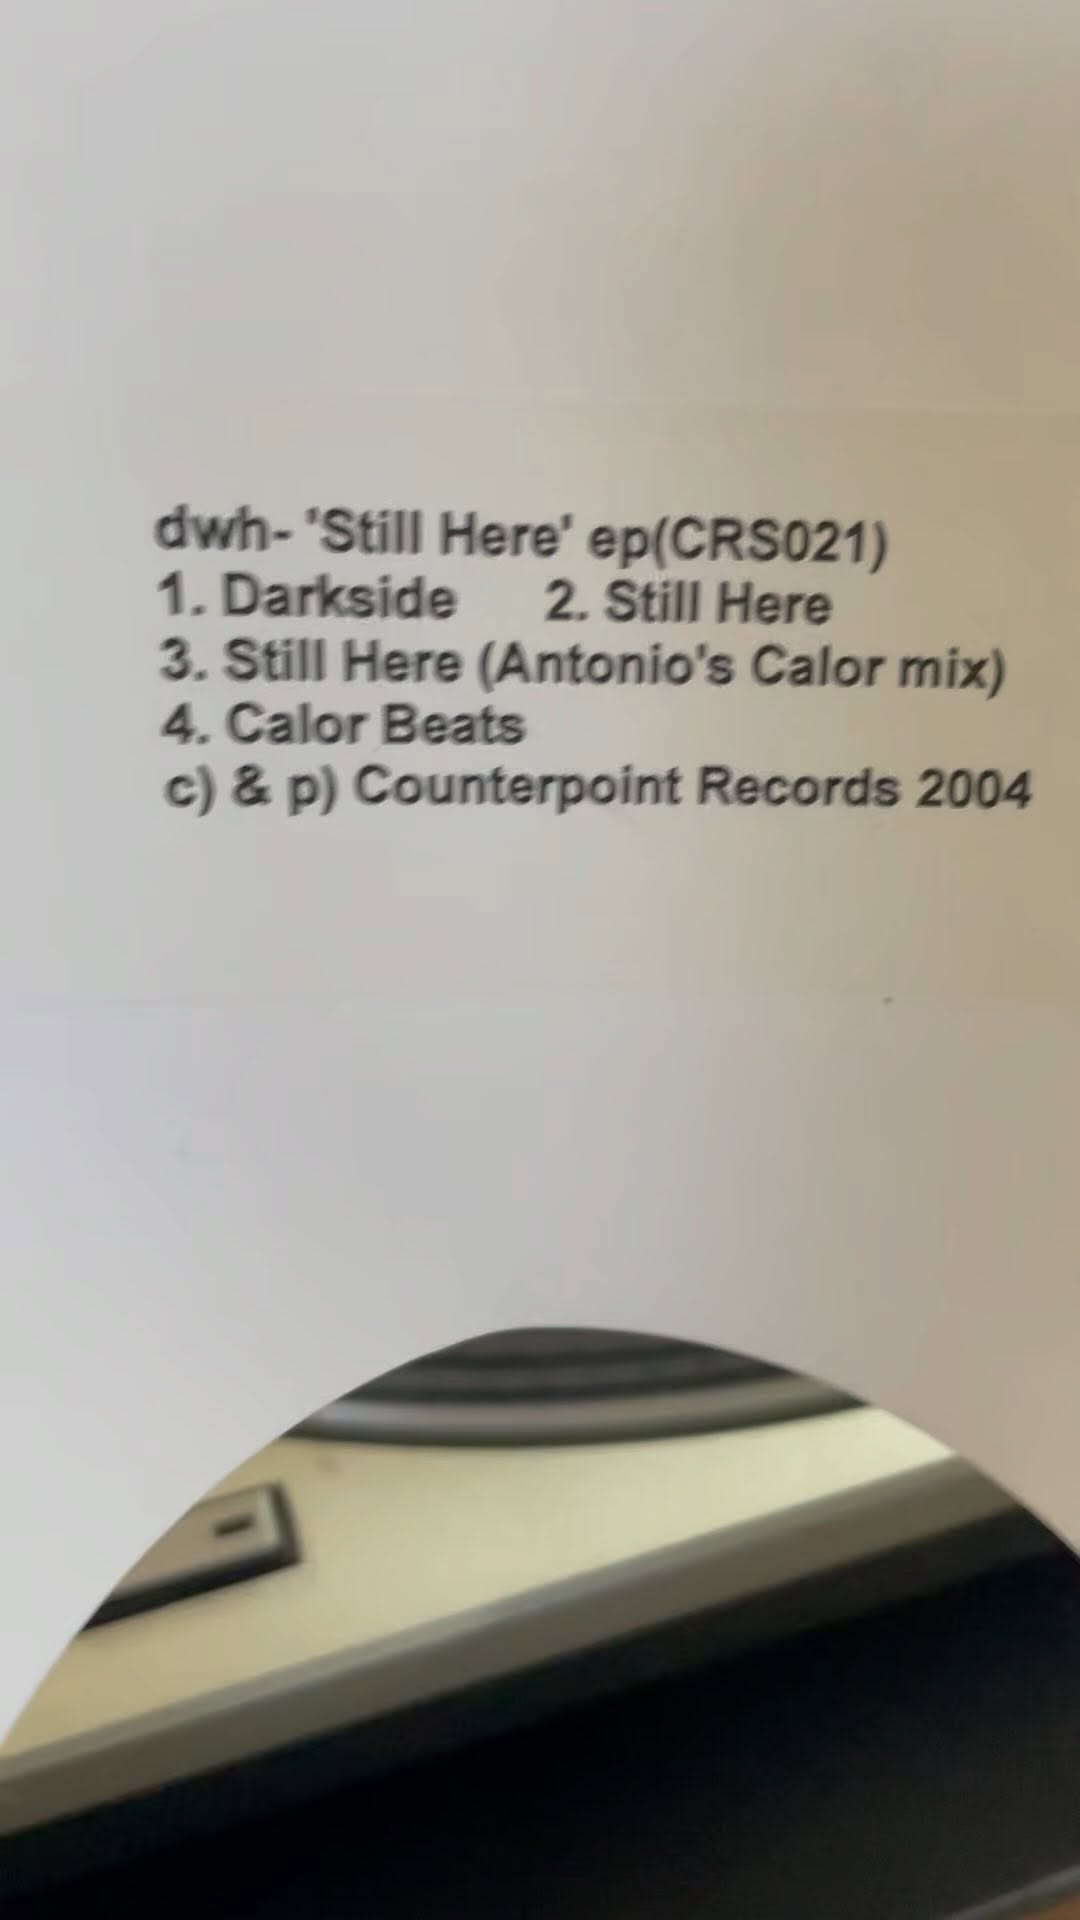 dwh- 'Still Here' ep(CRS021)
1. Darkside 2. Still Here
3. Still Here (Antonio's Calor mix)
4. Calor Beats
c) & p) Counterpoint Records 2004